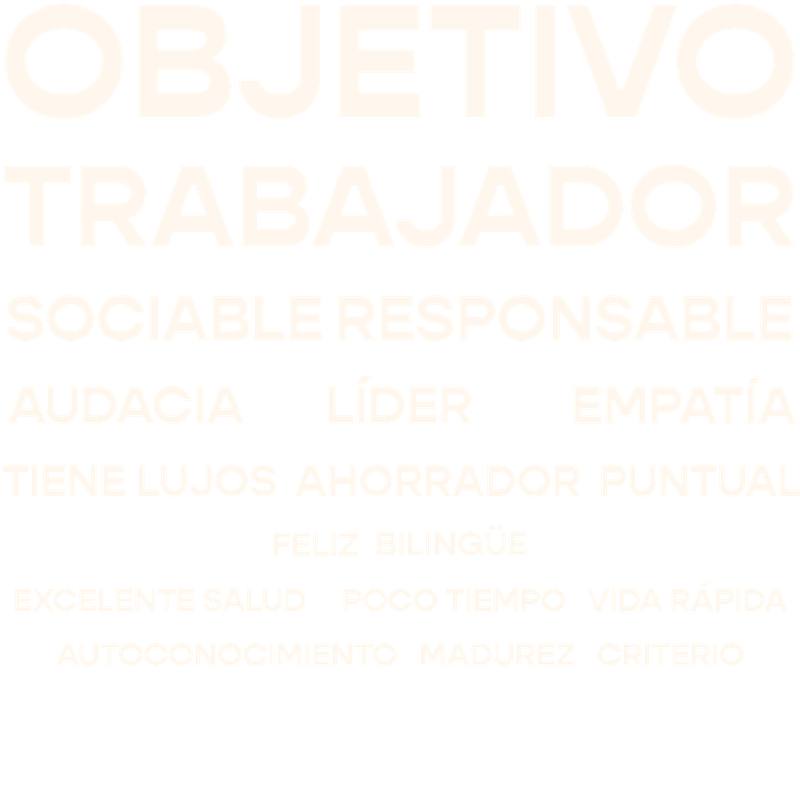 OBJETIVO
TRABAJADOR
SOCIABLE RESPONSABLE
AUDACIA LÍDER EMPATÍA
TIENE LUJOS AHORRADOR PUNTUAL
FELIZ BILINGÜE
EXCELENTE SALUD POCO TIEMPO VIDA RÁPIDA
AUTOCONOCIMIENTO MADUREZ CRITERIO